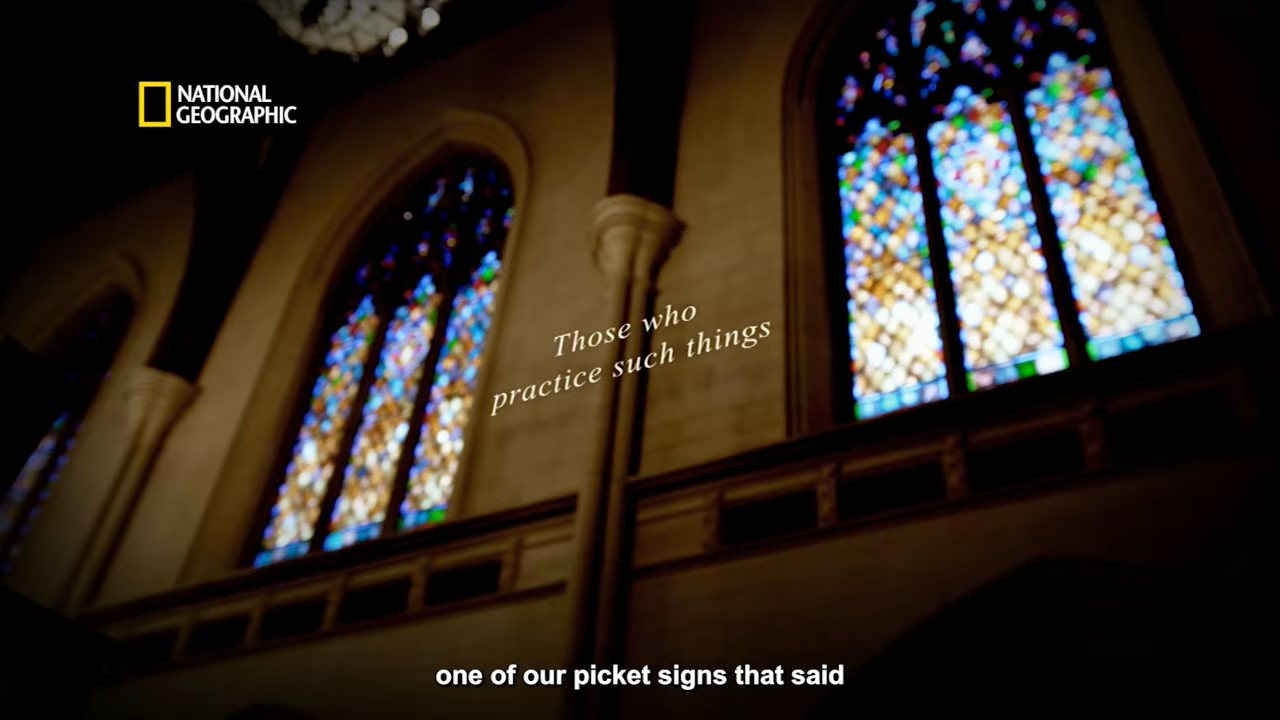 NATIONAL
GEOGRAPHIC
Those who
practice such things
one of our picket signs that said